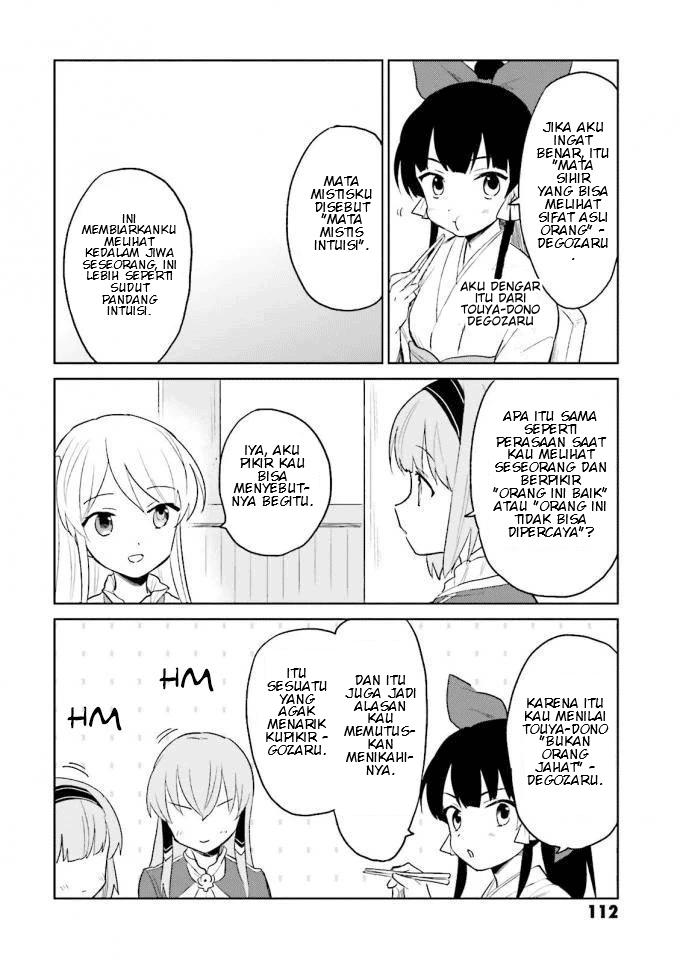 JIKA AKU
INGAT
BENAR, ITU
"MATA
SIHIR
YANG BISA
MELIHAT
SIFAT ASLI
ORANG" -
DEGOZARU
.
AKU DENGAR
ITU DARI
TOUYA-DONO
DEGOZARU
MATA
MISTISKU
DISEBUT
"MATA
MISTIS
INTUISI".
INI
MEMBIARKANKU
MELIHAT
KEDALAM JIWA
SESEORANG, INI
LEBIH SEPERTI
SUDUT
PANDANG
INTUISI.
APA ITU SAMA
SEPERTI
PERASAAN SAAT
KAU MELIHAT
SESEORANG DAN
BERPIKIR
"ORANG INI BAIK"
ATAU "ORANG INI
TIDAK BISA
DIPERCAYA"?
IYA, AKU
PIKIR KAU
BISA
MENYEBUT-
NYA BEGITU.
KARENA ITU
KAU MENILAI
TOUYA-DONO
"BUKAN
ORANG
JAHAT" -
DEGOZARU.
DAN ITU
JUGA JADI
ALASAN
KAU
MEMUTUS-
KAN
MENIKAHI-
NYA.
ITU
SESUATU
YANG
AGAK
MENARIK
KUPIKIR -
GOZARU.
HM
HM
112